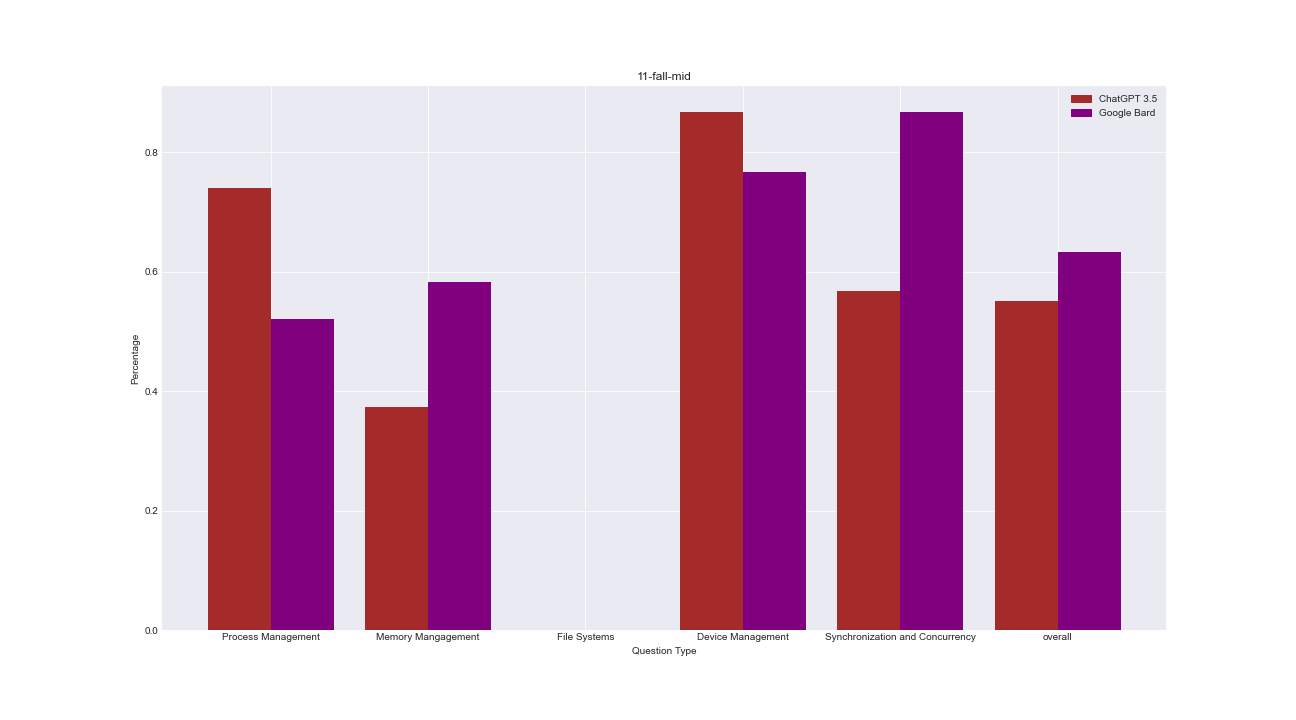 11-fall-mid
ChatGPT 3.5
Google Bard
Percentage
0.8
0.6
0.4
0.2
0.0
Process Management
Memory Mangagement
File Systems
Device Management
Synchronization and Concurrency
overall
Question Type